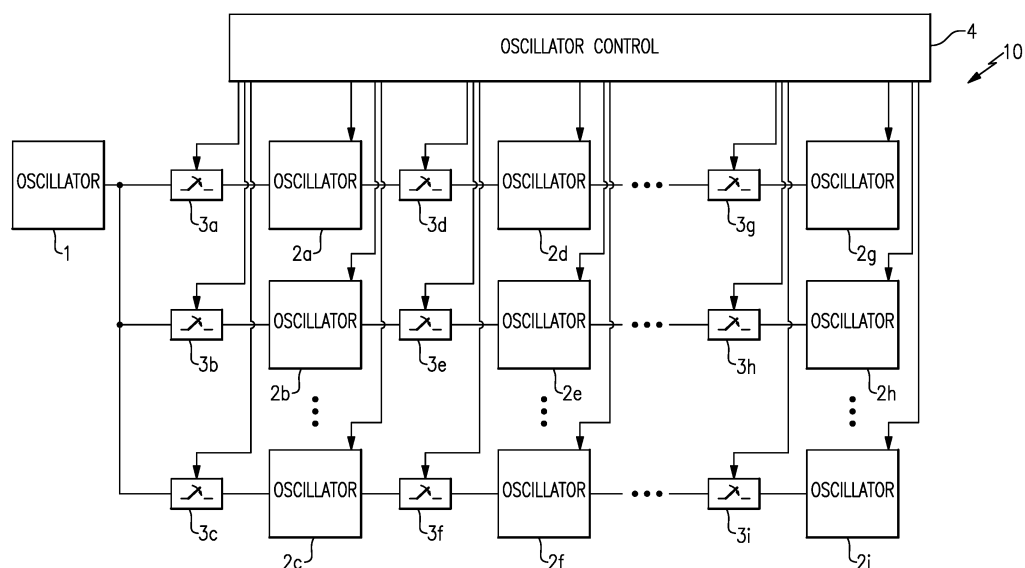 OSCILLATOR CONTROL
4
10
OSCILLATOR
OSCILLATOR
OSCILLATOR
OSCILLATOR
1
3a
2a
3d
2d
3g
2g
OSCILLATOR
OSCILLATOR
OSCILLATOR
3b
2b
3e
2e
3h
2h
OSCILLATOR
OSCILLATOR
OSCILLATOR
3c
2c
3f
2f
3i
2i